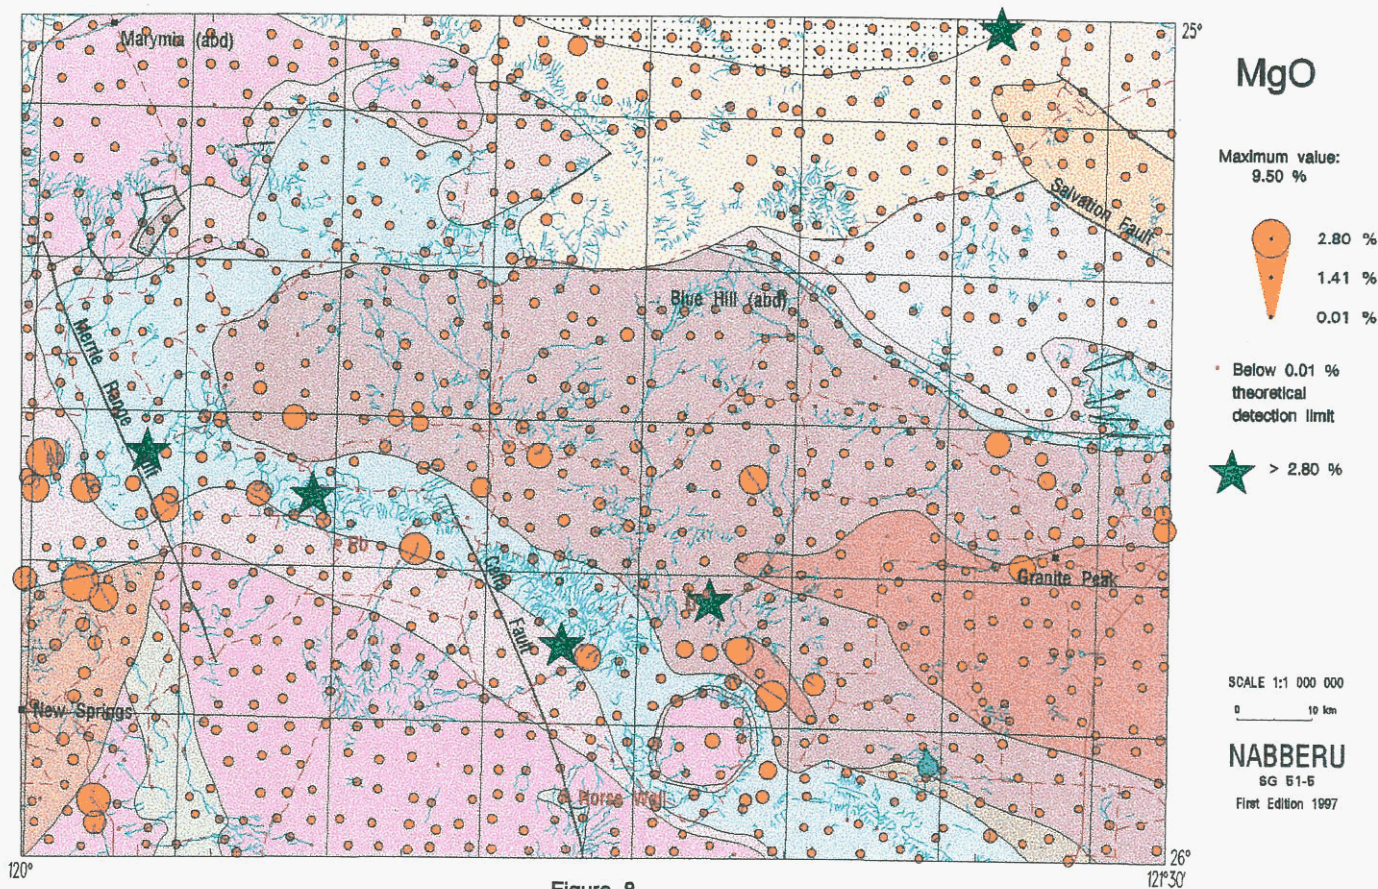 25°
MgO
Marymia (abd)
Maximum value:
9.50 %
Salvation Fault
2.80 %
1.41 %
0.01 %
Blue Hill (abd)
Merrie Range
Below 0.01 %
theoretical
detection limit
> 2.80 %
Pb
Celia Fault
Granite Peak
New Springs
SCALE 1:1 000 000
0 10 km
NABBERU
SG 51-5
First Edition 1997
Horse Well
120°
26°
121°30'
Figure 8